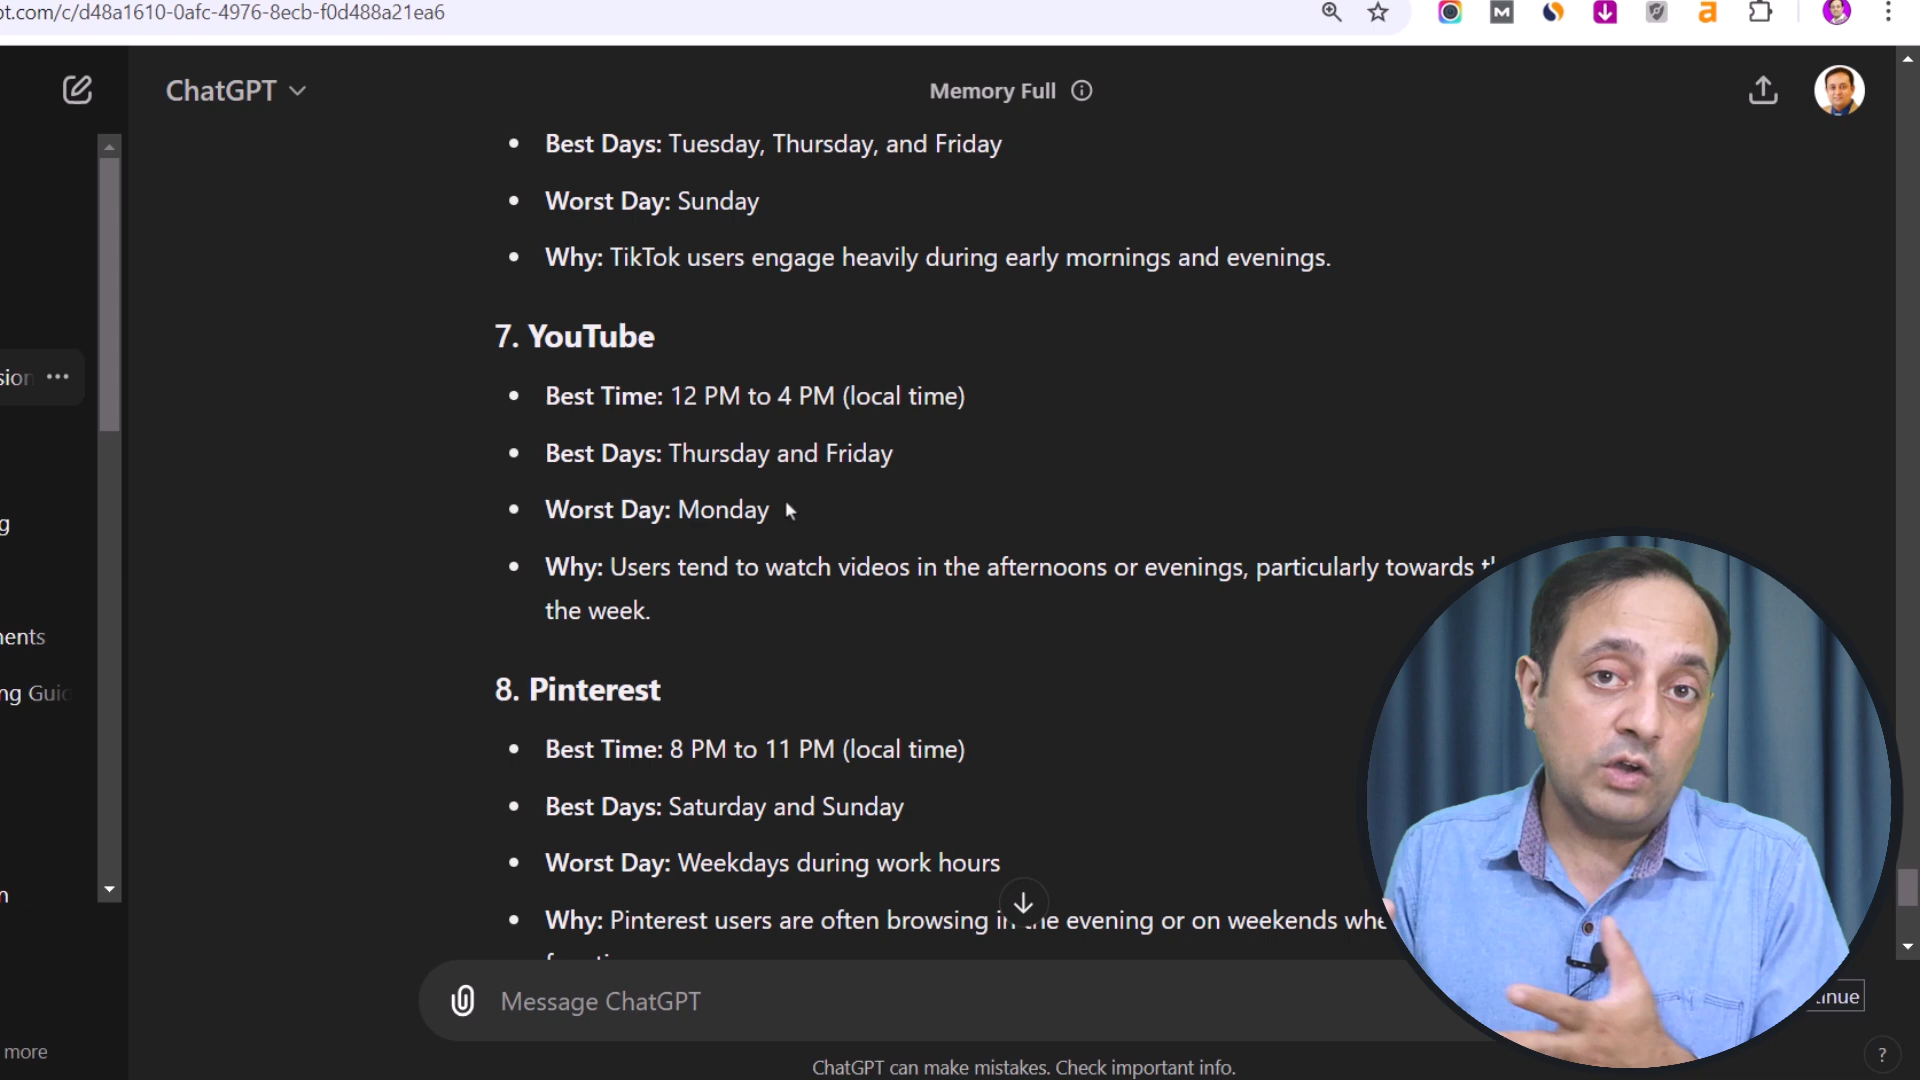 ot.com/c/d48a1610-0afc-4976-8ecb-f0d488a21ea6
ChatGPT
Memory Full
Best Days: Tuesday, Thursday, and Friday
Worst Day: Sunday
Why: TikTok users engage heavily during early mornings and evenings.
7. YouTube
Best Time: 12 PM to 4 PM (local time)
Best Days: Thursday and Friday
Worst Day: Monday
Why: Users tend to watch videos in the afternoons or evenings, particularly towards
the week.
8. Pinterest
Best Time: 8 PM to 11 PM (local time)
Best Days: Saturday and Sunday
Worst Day: Weekdays during work hours
Why: Pinterest users are often browsing in the evening or on weekends
Message ChatGPT
ChatGPT can make mistakes. Check important info.
?
more